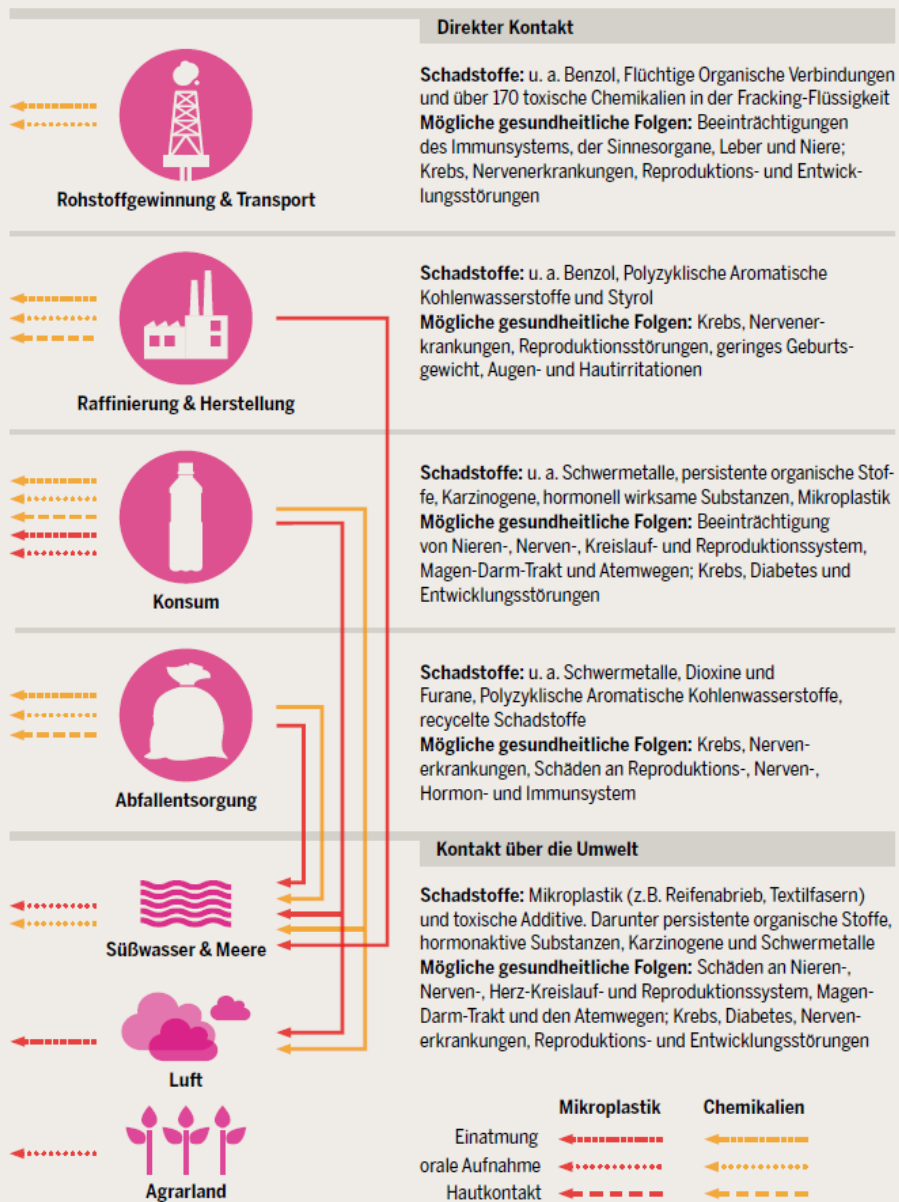 Direkter Kontakt
Rohstoffgewinnung & Transport
Schadstoffe: u. a. Benzol, Flüchtige Organische Verbindungen
und über 170 toxische Chemikalien in der Fracking-Flüssigkeit
Mögliche gesundheitliche Folgen: Beeinträchtigungen
des Immunsystems, der Sinnesorgane, Leber und Niere;
Krebs, Nervenerkrankungen, Reproduktions- und Entwick-
lungsstörungen
Raffinierung & Herstellung
Schadstoffe: u. a. Benzol, Polyzyklische Aromatische
Kohlenwasserstoffe und Styrol
Mögliche gesundheitliche Folgen: Krebs, Nervener-
krankungen, Reproduktionsstörungen, geringes Geburts-
gewicht, Augen- und Hautirritationen
Konsum
Schadstoffe: u. a. Schwermetalle, persistente organische Stof-
fe, Karzinogene, hormonell wirksame Substanzen, Mikroplastik
Mögliche gesundheitliche Folgen: Beeinträchtigung
von Nieren-, Nerven-, Kreislauf- und Reproduktionssystem,
Magen-Darm-Trakt und Atemwegen; Krebs, Diabetes und
Entwicklungsstörungen
Abfallentsorgung
Schadstoffe: u. a. Schwermetalle, Dioxine und
Furane, Polyzyklische Aromatische Kohlenwasserstoffe,
recycelte Schadstoffe
Mögliche gesundheitliche Folgen: Krebs, Nerven-
erkrankungen, Schäden an Reproduktions-, Nerven-,
Hormon- und Immunsystem
Kontakt über die Umwelt
Süßwasser & Meere
Luft
Agrarland
Schadstoffe: Mikroplastik (z.B. Reifenabrieb, Textilfasern)
und toxische Additive. Darunter persistente organische Stoffe,
hormonaktive Substanzen, Karzinogene und Schwermetalle
Mögliche gesundheitliche Folgen: Schäden an Nieren-,
Nerven-, Herz-Kreislauf- und Reproduktionssystem, Magen-
Darm-Trakt und den Atemwegen; Krebs, Diabetes, Nerven-
erkrankungen, Reproduktions- und Entwicklungsstörungen
Mikroplastik Chemikalien
Einatmung
orale Aufnahme
Hautkontakt